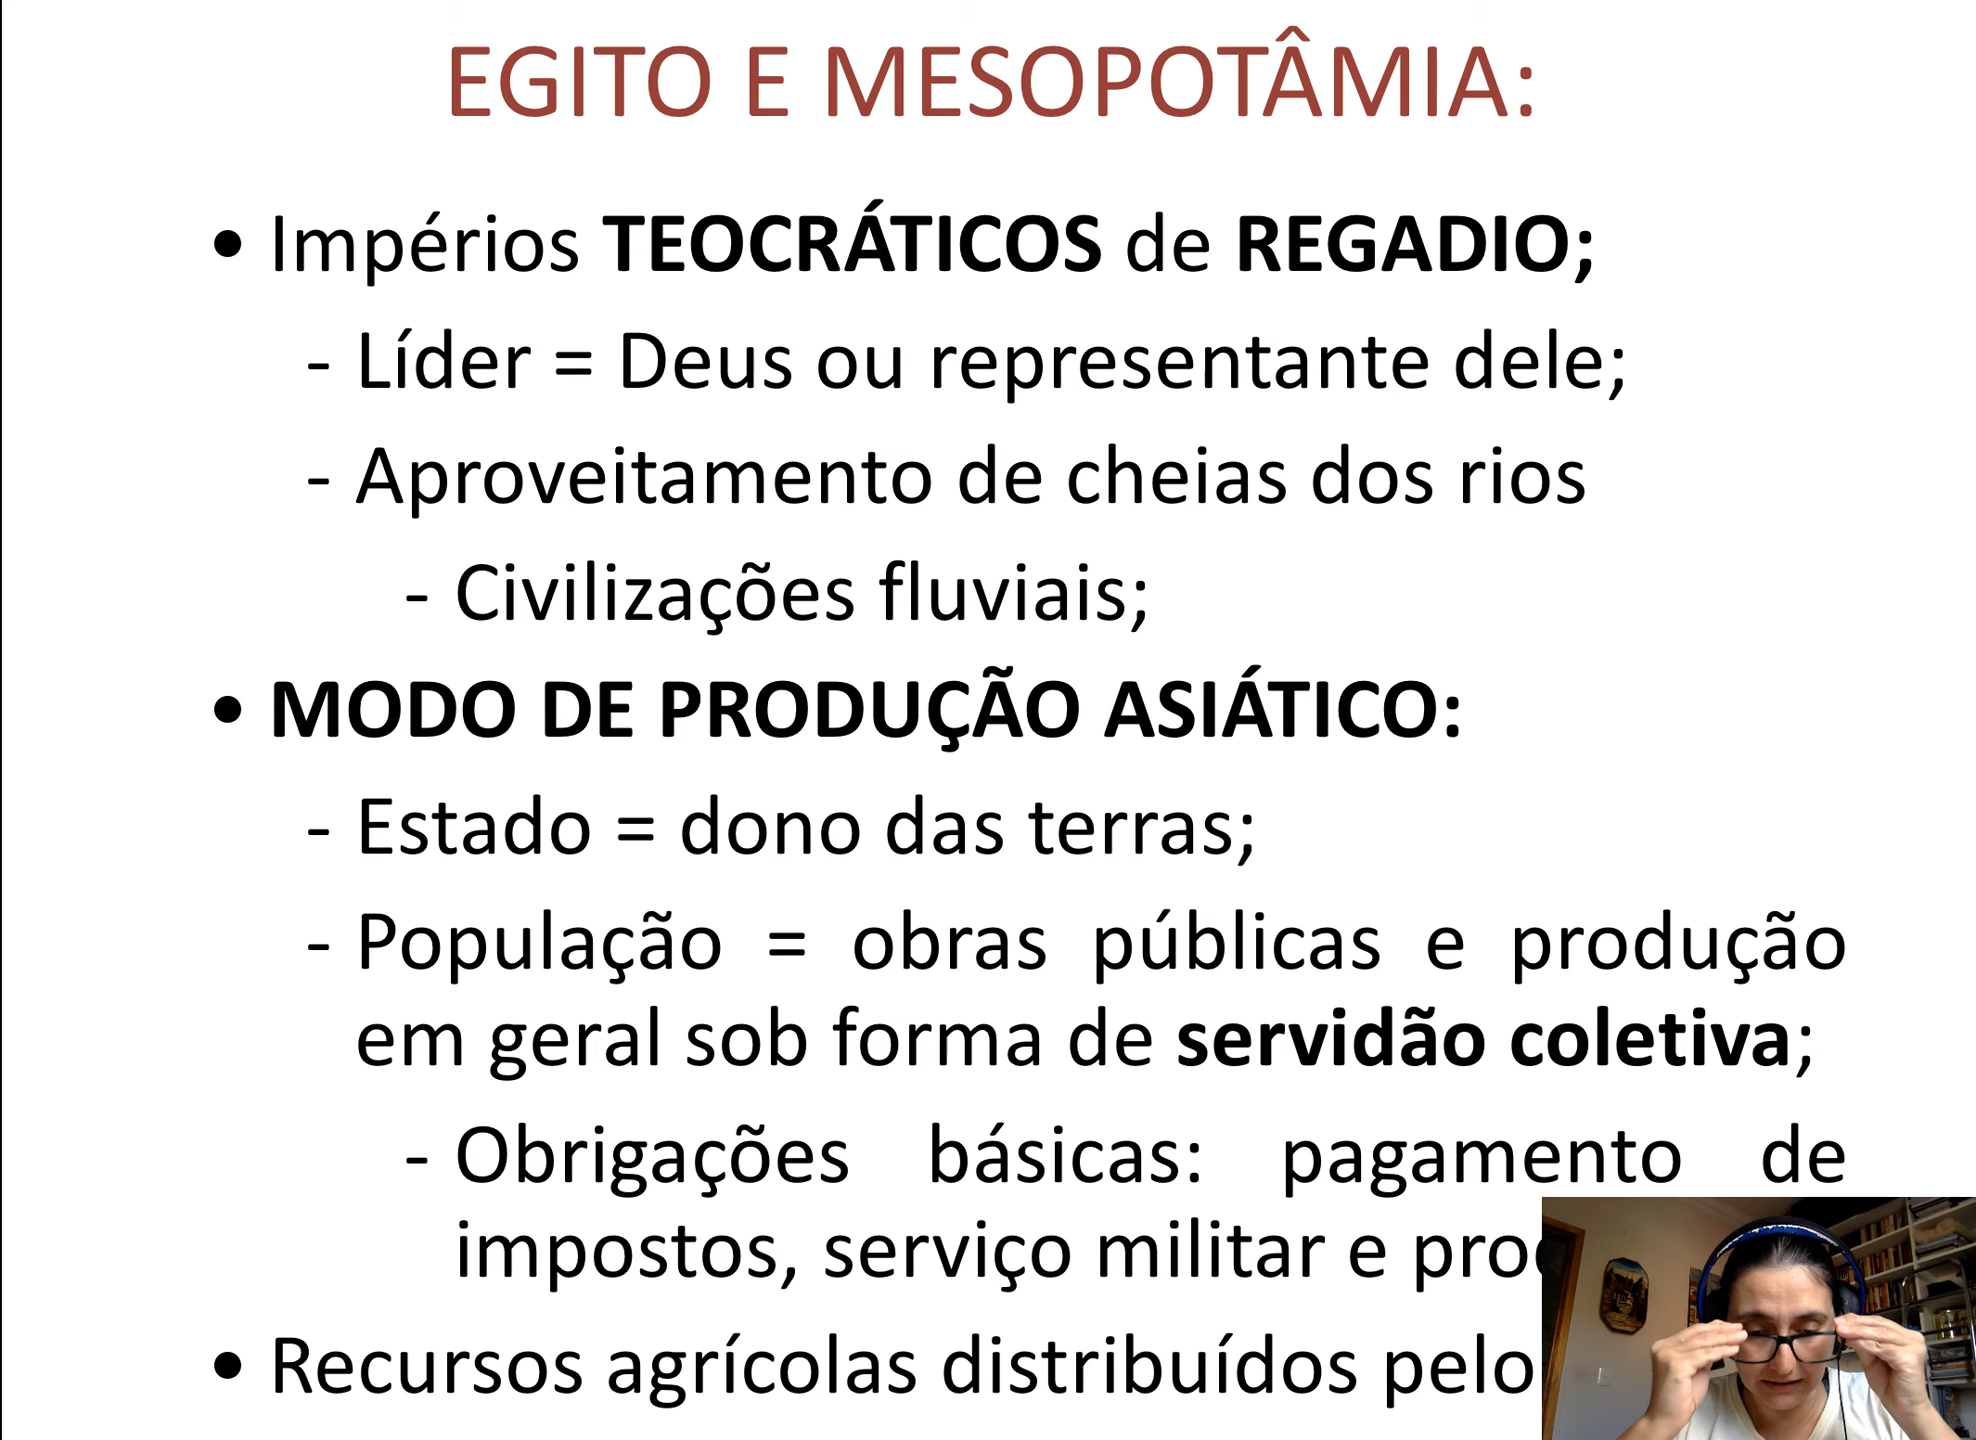 EGITO E MESOPOTÂMIA:
• Impérios TEOCRÁTICOS de REGADIO;
- Líder = Deus ou representante dele;
- Aproveitamento de cheias dos rios
- Civilizações fluviais;
• MODO DE PRODUÇÃO ASIÁTICO:
- Estado = dono das terras;
- População = obras públicas e produção
em geral sob forma de servidão coletiva;
- Obrigações básicas: pagamento de
impostos, serviço militar e
• Recursos agrícolas distribuídos pelo